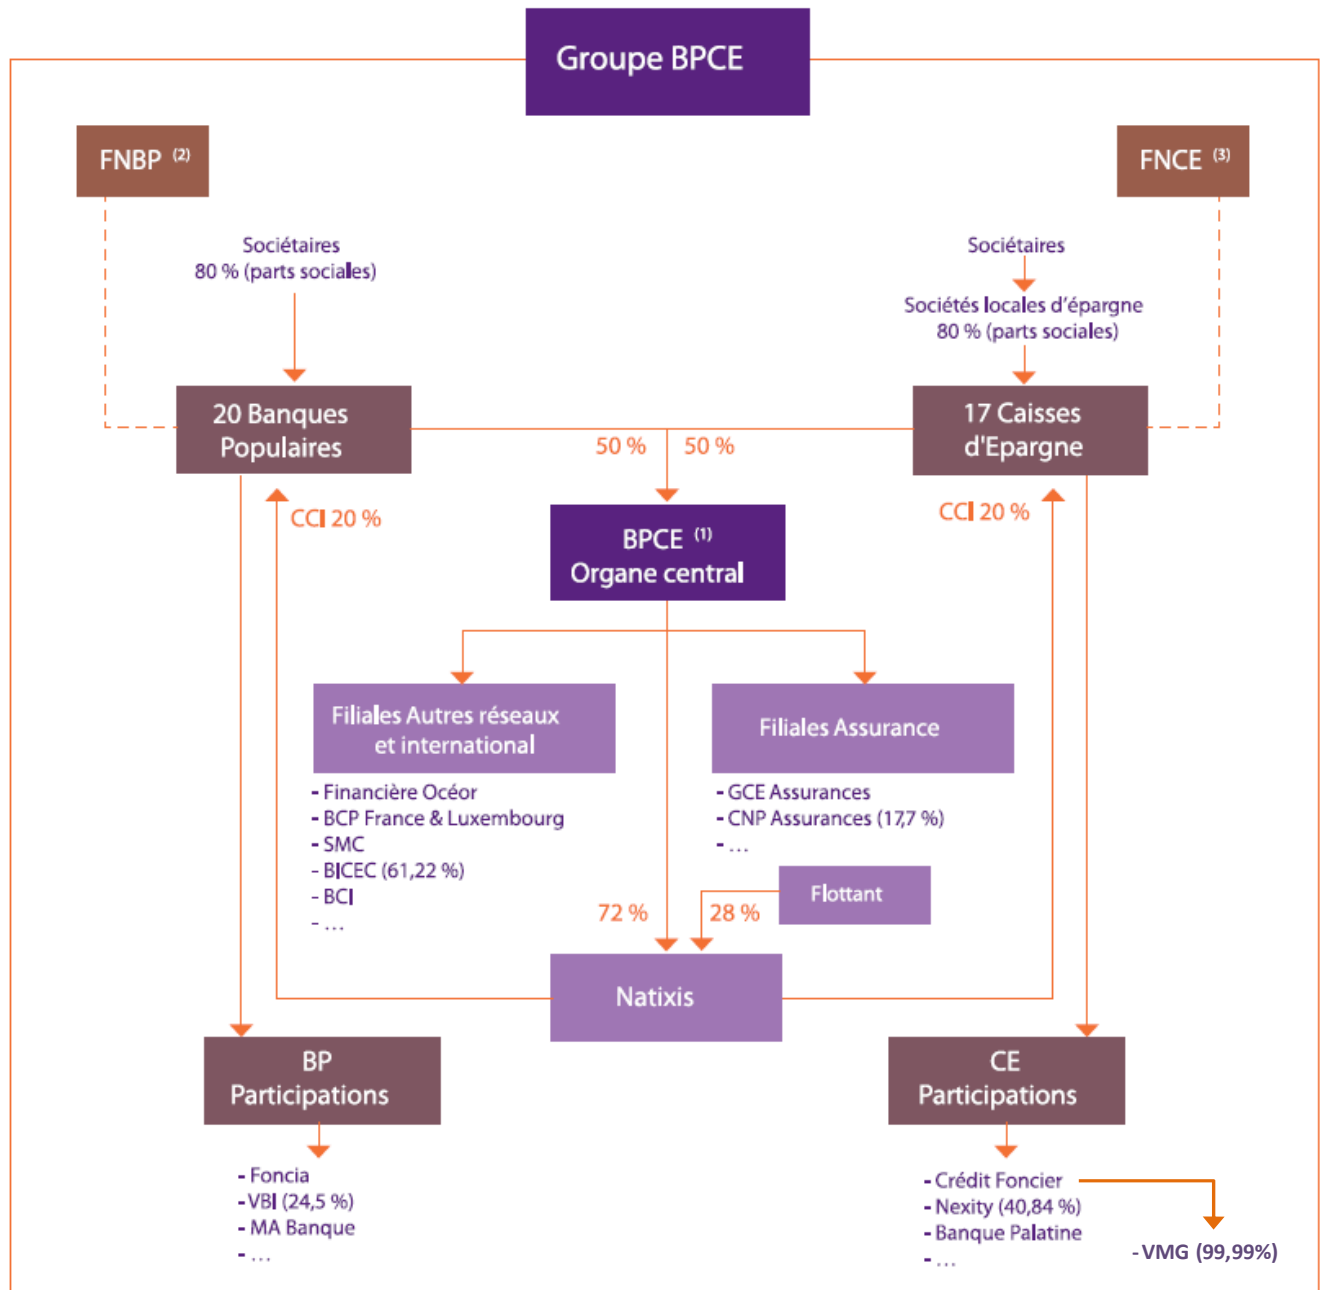 Groupe BPCE
FNBP (2)
FNCE (3)
Sociétaires
80 % (parts sociales)
Sociétaires
Sociétés locales d'épargne
80 % (parts sociales)
20 Banques
Populaires
17 Caisses
d'Epargne
50 %
50 %
CCI 20 %
CCI 20 %
BPCE (1)
Organe central
Filiales Autres réseaux
et international
Filiales Assurance
- Financière Océor
- BCP France & Luxembourg
- SMC
- BICEC (61,22 %)
- BCI
- ...
- GCE Assurances
- CNP Assurances (17,7 %)
- ...
Flottant
72 %
28 %
Natixis
BP
Participations
CE
Participations
- Foncia
- VBI (24,5 %)
- MA Banque
- ...
- Crédit Foncier
- Nexity (40,84 %)
- Banque Palatine
- ...
- VMG (99,99%)